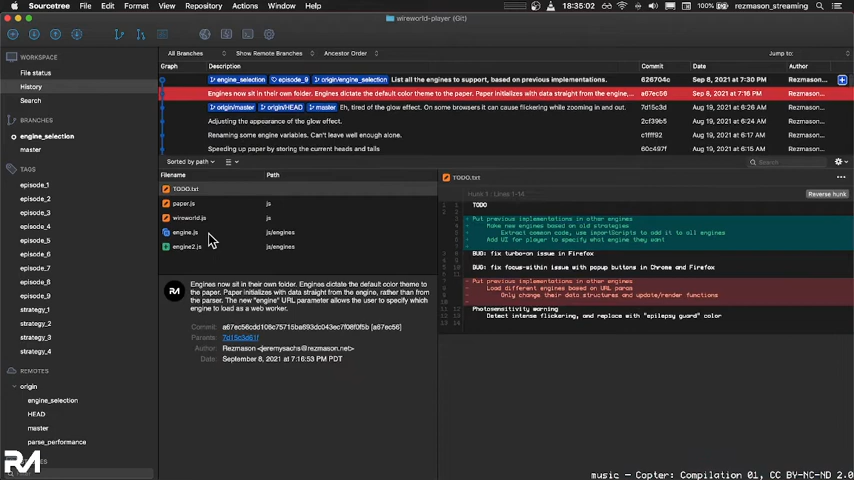 Sourcetree File Edit Format View Repository Actions Window Help 18:35:02 100% rezmason_streaming
wireworld-player (Git)
WORKSPACE
File status
History
Search
BRANCHES
engine_selection
master
TAGS
episode_1
episode_2
episode_3
episode_4
episode_5
episode_6
episode_7
episode_8
episode_9
strategy_1
strategy_2
strategy_3
strategy_4
REMOTES
origin
engine_selection
HEAD
master
parse_performance
All Branches Show Remote Branches Ancestor Order Jump to:
Graph Description Commit Date Author
engine_selection episode_9 origin/engine_selection List all the engines to support, based on previous implementations. 626704c Sep 8, 2021 at 7:30 PM Rezmason...
Engines now sit in their own folder. Engines dictate the default color theme to the paper. Paper initializes with data straight from the engine,... a67ec56 Sep 8, 2021 at 7:16 PM Rezmason...
origin/master origin/HEAD master Eh, tired of the glow effect. On some browsers it can cause flickering while zooming in and out. 7d15c3d Aug 19, 2021 at 6:26 PM Rezmason...
Adjusting the appearance of the glow effect. 2cf39b5 Aug 19, 2021 at 6:25 PM Rezmason...
Renaming some engine variables. Can't leave well enough alone. c1fff92 Aug 19, 2021 at 6:17 AM Rezmason...
Speeding up paper by storing the current heads and tails 60c497f Aug 19, 2021 at 6:15 AM Rezmason...
Sorted by path Search
Filename Path
TODO.txt
paper.js js
wireworld.js js
engine.js js/engines
engine2.js js/engines
Engines now sit in their own folder. Engines dictate the default color theme to
the paper. Paper initializes with data straight from the engine, rather than from
the parser. The new "engine" URL parameter allows the user to specify which
engine to load as a web worker.
Commit: a67ec56cdd106c75715ba693dc043ec7f08f0f5b [a67ec56]
Parents: 7d15c3d61f
Author: Rezmason <jeremysachs@rezmason.net>
Date: September 8, 2021 at 7:16:53 PM PDT
TODO.txt
Hunk 1 : Lines 1-14 Reverse hunk
1 1 TODO
2 2
3 + Put previous implementations in other engines
4 + Make new engines based on old strategies
5 + Extract common code, use importScripts to add it to all engines
6 + Add UI for player to specify what engine they want
BUG: fix turbo-on issue in Firefox
BUG: fix focus-within issue with popup buttons in Chrome and Firefox
- Put previous implementations in other engines
- Load different engines based on URL param
- Only change their data structures and update/render functions
Photosensitivity warning
Detect intense flickering, and replace with "epilepsy guard" color
music - Copter: Compilation 01, CC BY-NC-ND 2.0